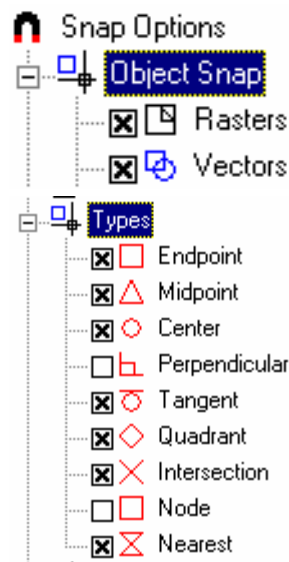 Snap Options
Object Snap
Rasters
Vectors
Types
Endpoint
Midpoint
Center
Perpendicular
Tangent
Quadrant
Intersection
Node
Nearest